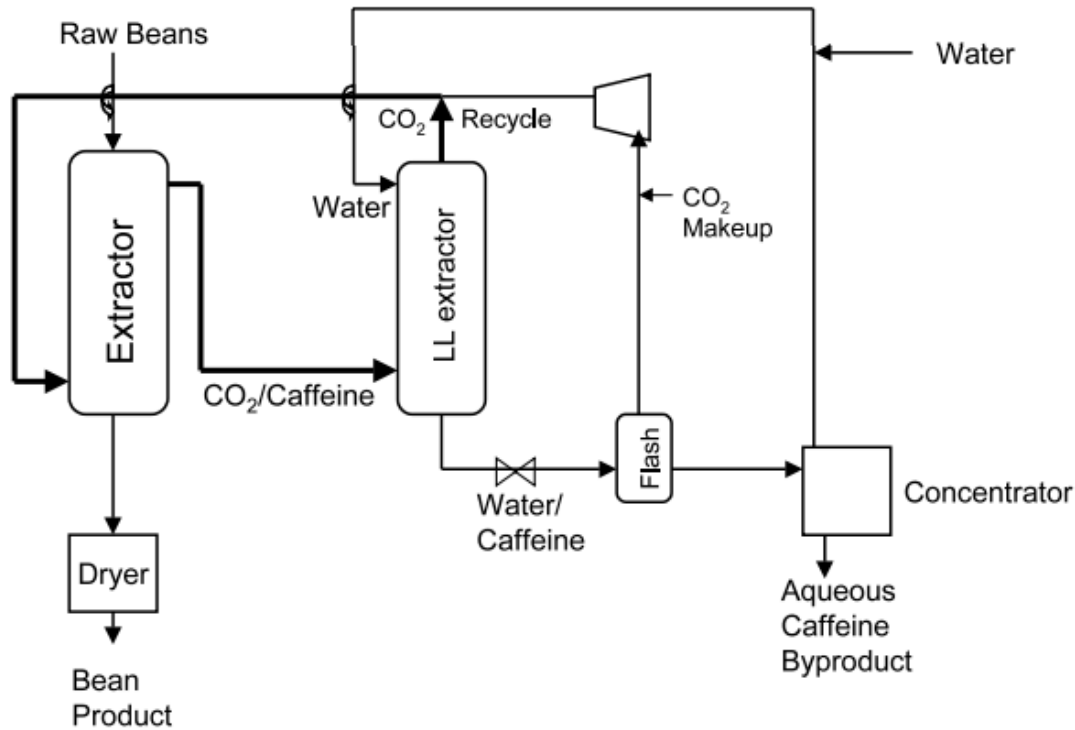 Raw Beans
Water
CO₂ Recycle
CO₂
Makeup
Water
Extractor
LL extractor
CO₂/Caffeine
Flash
Water/
Caffeine
Concentrator
Dryer
Aqueous
Caffeine
Byproduct
Bean
Product